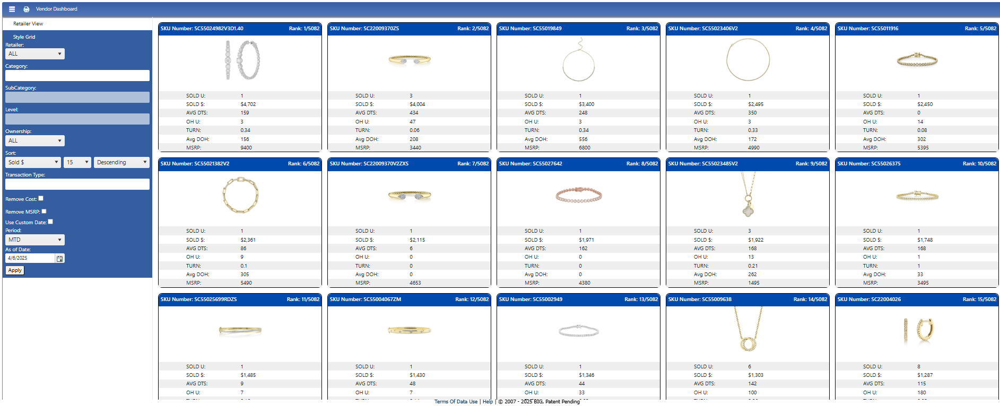 Vendor Dashboard
Retailer View
Style Grid
Retailer:
ALL
Category:
SubCategory:
Level:
Ownership:
ALL
Sort:
Sold $ 15 Descending
Transaction Type:
Remove Cost:
Remove MSRP:
Use Custom Date:
Period:
MTD
As of Date:
4/6/2025
Apply
SKU Number: SC55024982V3D1.40 Rank: 1/5082
SOLD U: 1
SOLD $: $4,702
AVG DTS: 159
OH U: 3
TURN: 0.34
Avg DOH: 156
MSRP: 9400
SKU Number: SC22009370ZS Rank: 2/5082
SOLD U: 3
SOLD $: $4,004
AVG DTS: 434
OH U: 47
TURN: 0.06
Avg DOH: 208
MSRP: 3440
SKU Number: SC55019849 Rank: 3/5082
SOLD U: 1
SOLD $: $3,400
AVG DTS: 248
OH U: 3
TURN: 0.34
Avg DOH: 556
MSRP: 6800
SKU Number: SC55023406V2 Rank: 4/5082
SOLD U: 1
SOLD $: $2,495
AVG DTS: 350
OH U: 3
TURN: 0.33
Avg DOH: 172
MSRP: 4990
SKU Number: SC55011916 Rank: 5/5082
SOLD U: 1
SOLD $: $2,450
AVG DTS: 0
OH U: 14
TURN: 0.08
Avg DOH: 302
MSRP: 5395
SKU Number: SC55021382V2 Rank: 6/5082
SOLD U: 1
SOLD $: $2,361
AVG DTS: 86
OH U: 9
TURN: 0.1
Avg DOH: 305
MSRP: 5490
SKU Number: SC22009370V2ZXS Rank: 7/5082
SOLD U: 1
SOLD $: $2,115
AVG DTS: 6
OH U: 0
TURN: 0
Avg DOH: 0
MSRP: 4653
SKU Number: SC55027642 Rank: 8/5082
SOLD U: 1
SOLD $: $1,971
AVG DTS: 162
OH U: 0
TURN: 0
Avg DOH: 0
MSRP: 4380
SKU Number: SC55023485V2 Rank: 9/5082
SOLD U: 3
SOLD $: $1,922
AVG DTS: 168
OH U: 13
TURN: 0.21
Avg DOH: 262
MSRP: 1495
SKU Number: SC55026375 Rank: 10/5082
SOLD U: 1
SOLD $: $1,748
AVG DTS: 168
OH U: 1
TURN: 1
Avg DOH: 33
MSRP: 3495
SKU Number: SC55025699RDZS Rank: 11/5082
SOLD U: 1
SOLD $: $1,485
AVG DTS: 9
OH U: 7
SKU Number: SC55004067ZM Rank: 12/5082
SOLD U: 1
SOLD $: $1,430
AVG DTS: 48
OH U: 7
SKU Number: SC55002949 Rank: 13/5082
SOLD U: 1
SOLD $: $1,346
AVG DTS: 44
OH U: 33
SKU Number: SC55009638 Rank: 14/5082
SOLD U: 6
SOLD $: $1,303
AVG DTS: 142
OH U: 100
SKU Number: SC22004026 Rank: 15/5082
SOLD U: 8
SOLD $: $1,287
AVG DTS: 115
OH U: 180
Terms Of Data Use | Help | © 2007 - 2025 BIG, Patent Pending